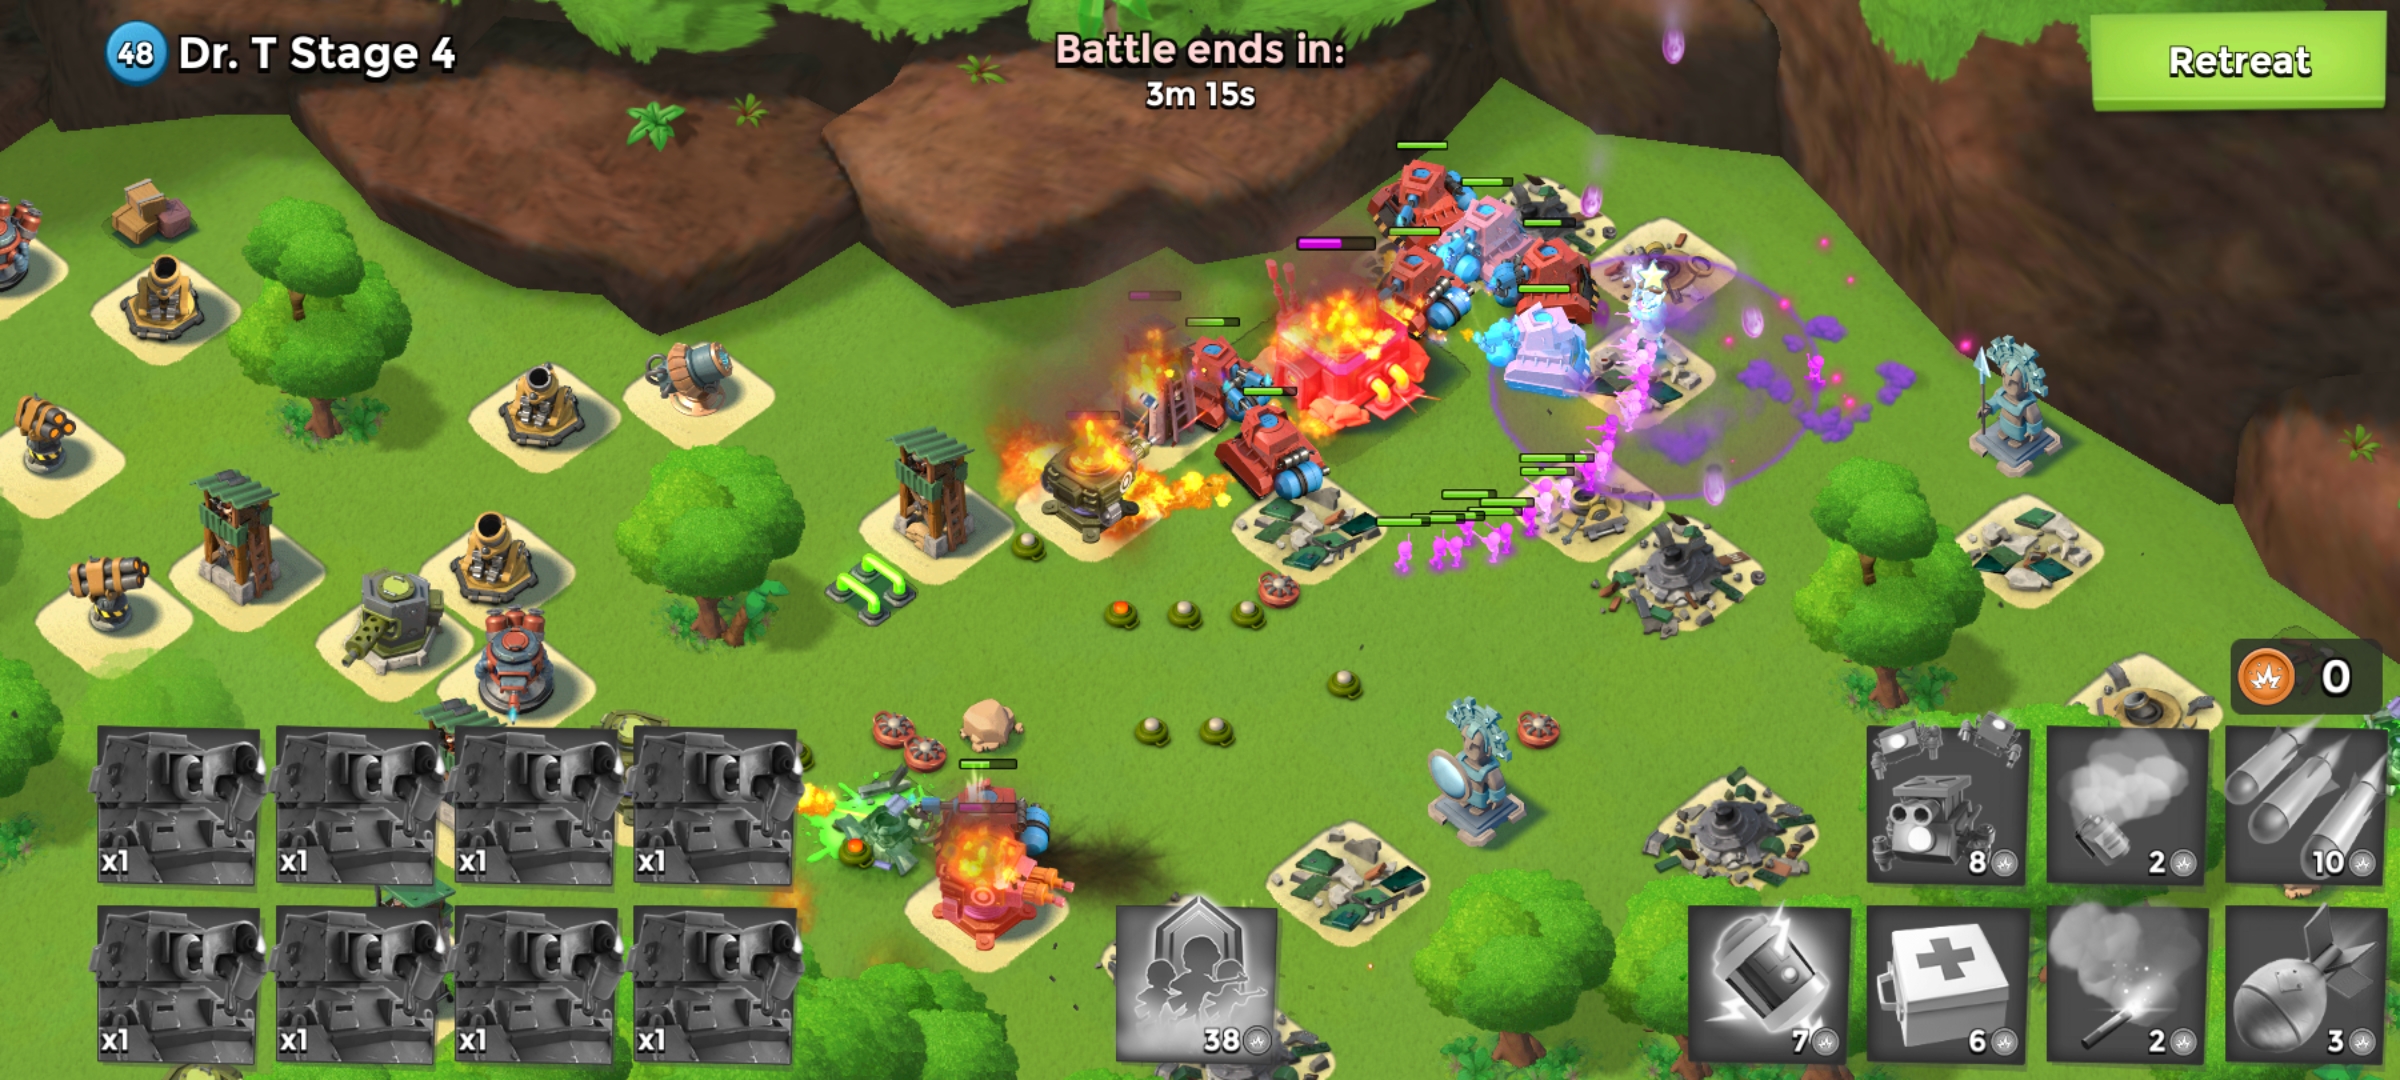 48 Dr. T Stage 4
Battle ends in:
3m 15s
Retreat
0
x1 x1 x1 x1
8 2 10
x1 x1 x1 x1
38
7 6 2 3